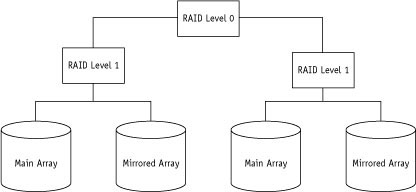 RAID Level 0
RAID Level 1
RAID Level 1
Main Array
Mirrored Array
Main Array
Mirrored Array